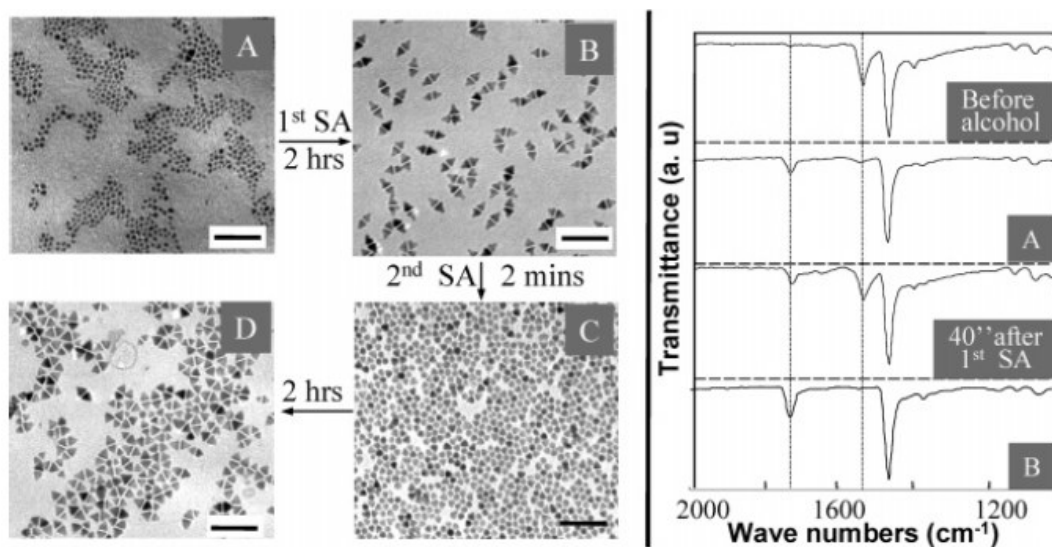 A
1st SA
2 hrs
B
2nd SA
2 mins
D
2 hrs
C
Transmittance (a. u)
Before
alcohol
A
40’’ after
1st SA
B
2000
1600
1200
Wave numbers (cm-1)